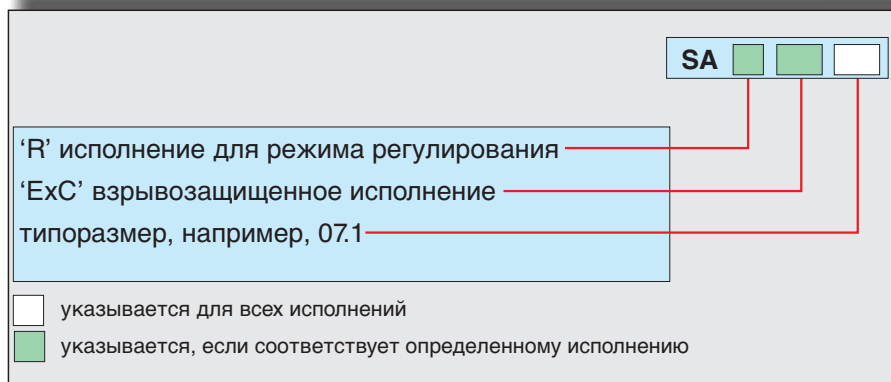 SA
‘R’ исполнение для режима регулирования
‘ExC’ взрывозащищенное исполнение
типоразмер, например, 07.1
указывается для всех исполнений
указывается, если соответствует определенному исполнению